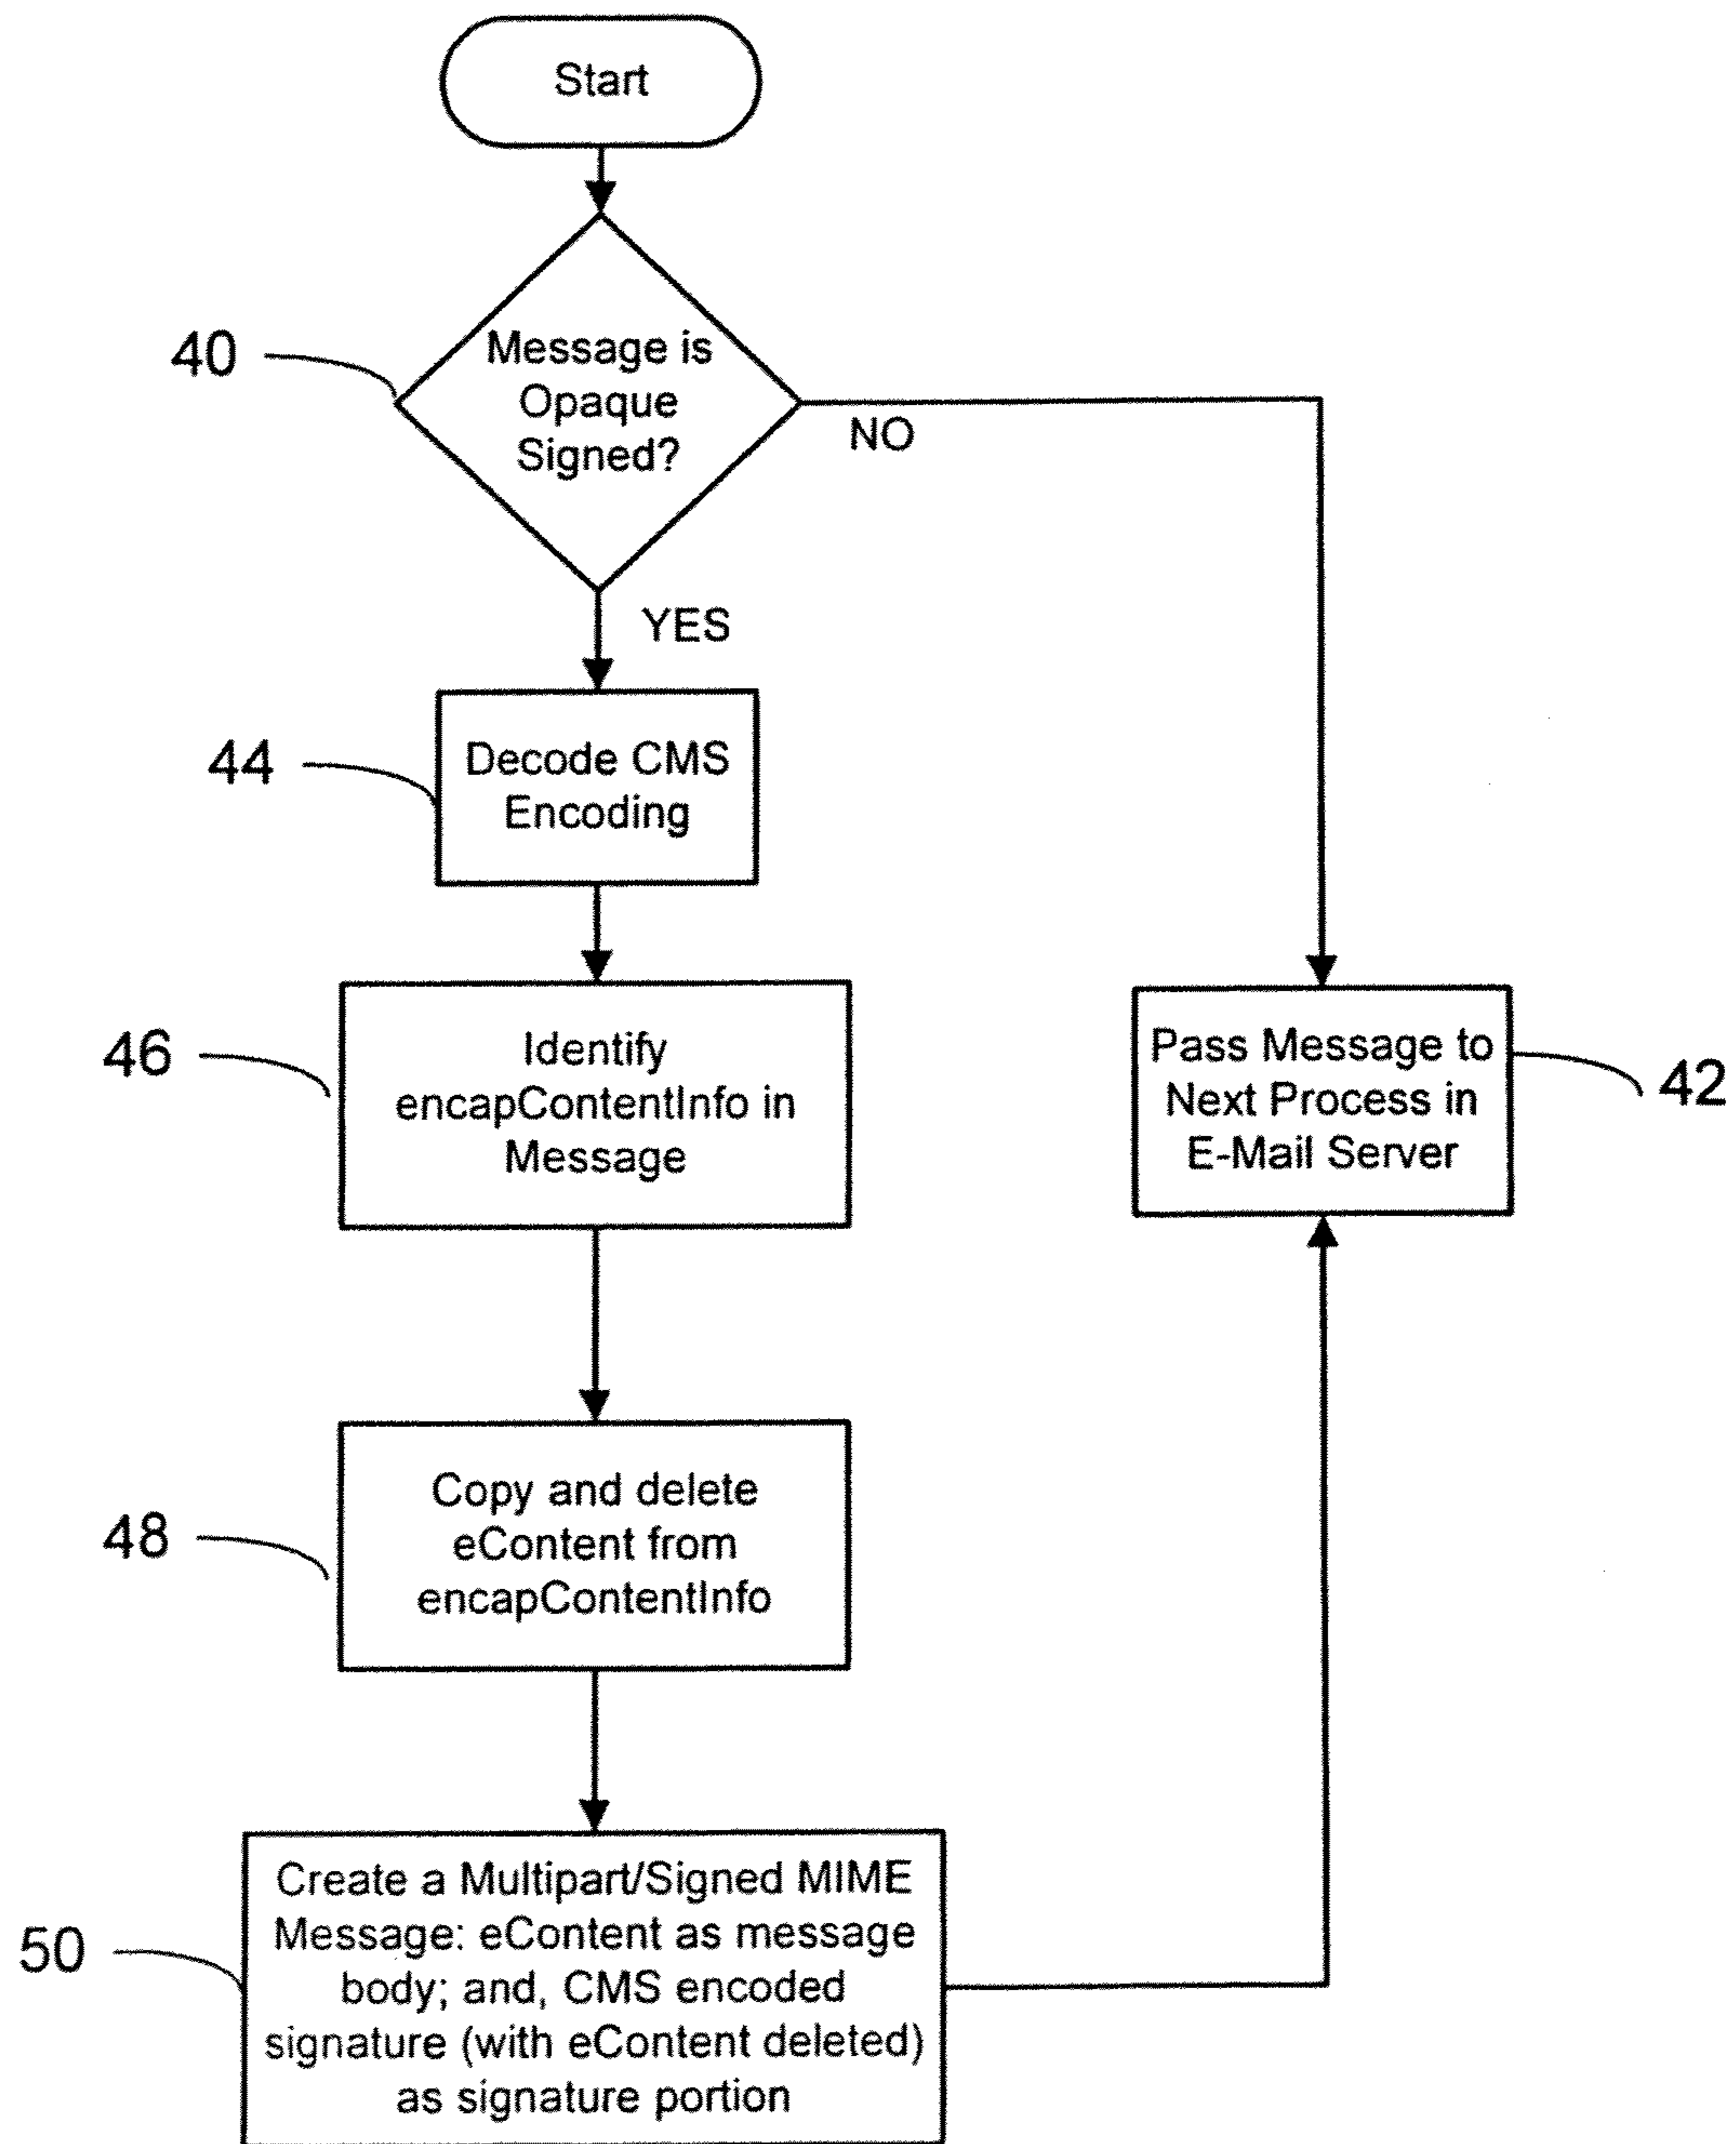 Start
40
Message is
Opaque
Signed?
NO
YES
44
Decode CMS
Encoding
46
Identify
encapContentInfo in
Message
Pass Message to
Next Process in
E-Mail Server
42
48
Copy and delete
eContent from
encapContentInfo
50
Create a Multipart/Signed MIME
Message: eContent as message
body; and, CMS encoded
signature (with eContent deleted)
as signature portion